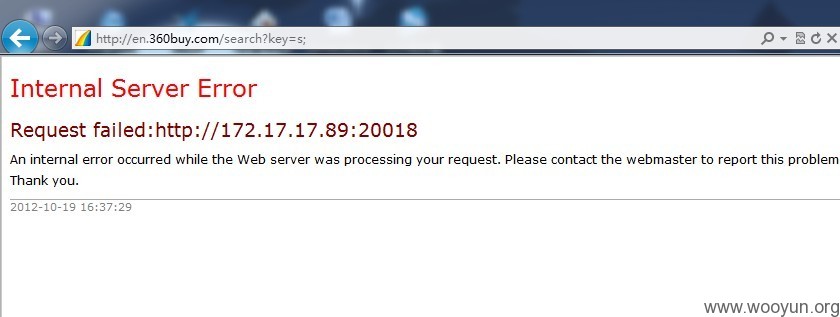 http://en.360buy.com/search?key=s;
Internal Server Error
Request failed:http://172.17.17.89:20018
An internal error occurred while the Web server was processing your request. Please contact the webmaster to report this problem
Thank you.
2012-10-19 16:37:29
www.wooyun.org